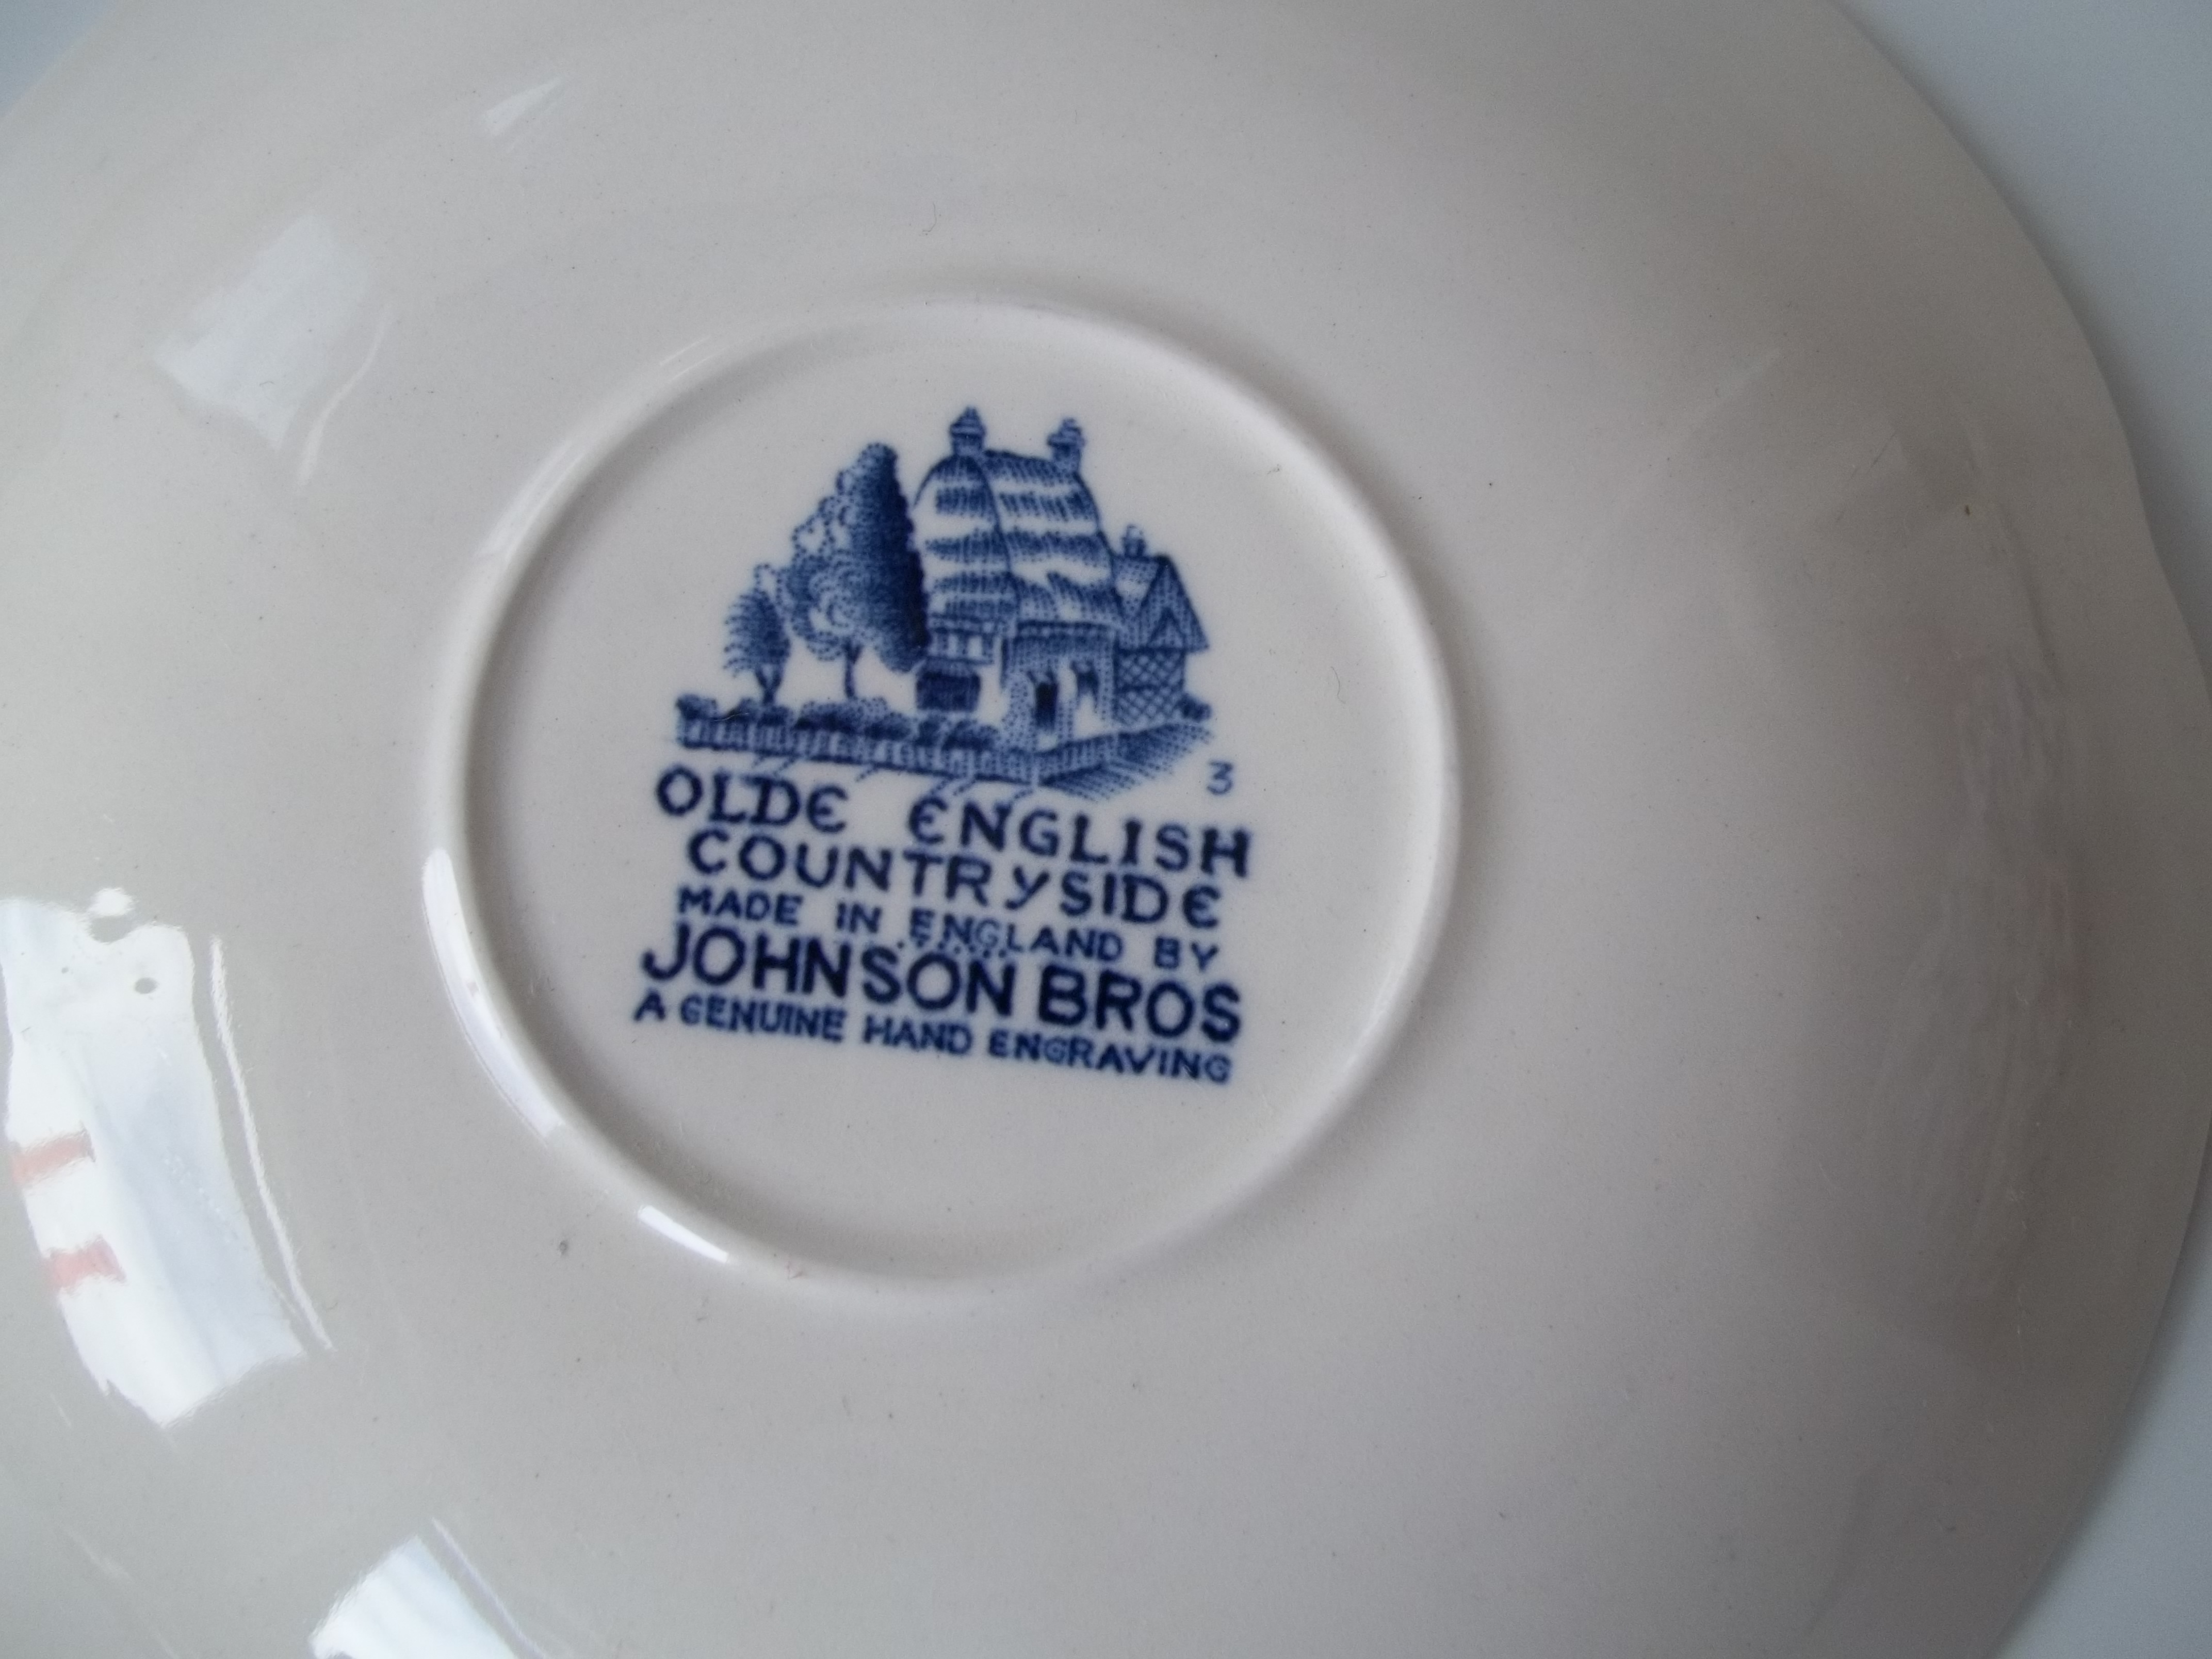 3
OLDE ENGLISH
COUNTRYSIDE
MADE IN ENGLAND BY
JOHNSON BROS
A GENUINE HAND ENGRAVING